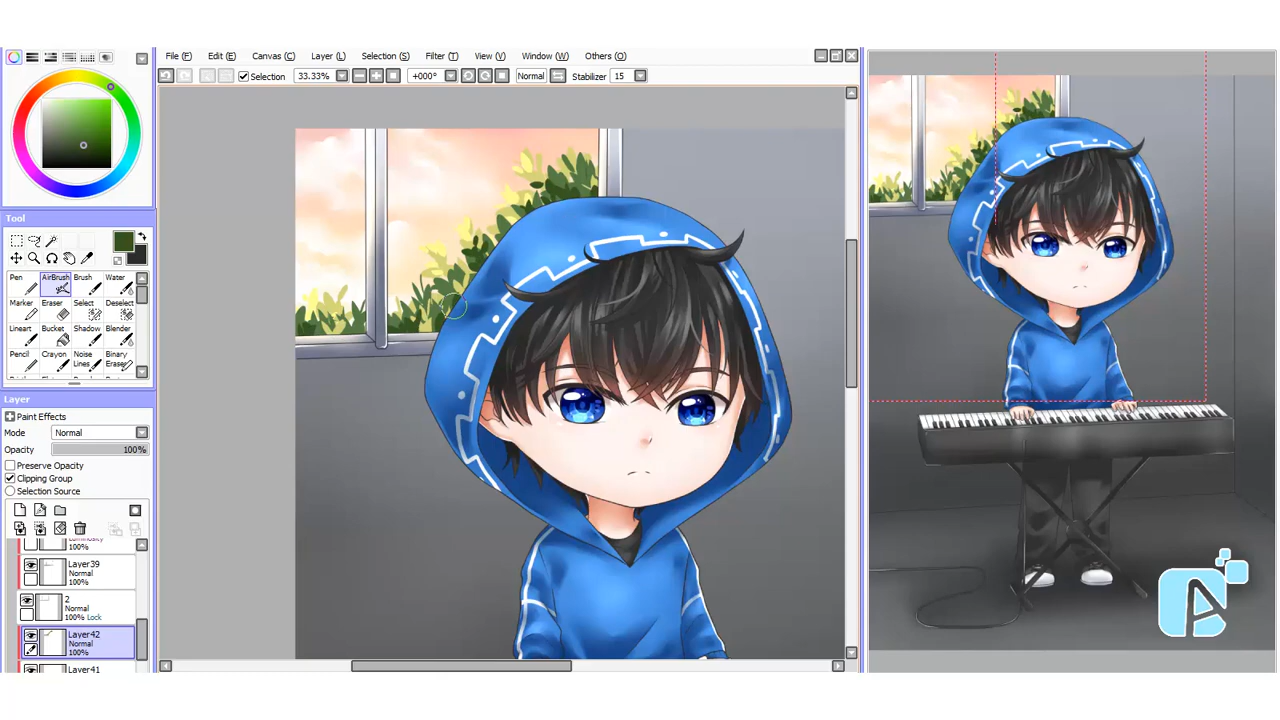 File (F) Edit (E) Canvas (C) Layer (L) Selection (S) Filter (T) View (V) Window (W) Others (O)
Selection 33.33% +000° Normal Stabilizer 15
Tool
Pen AirBrush Brush Water
Marker Eraser Select Deselect
Lineart Bucket Shadow Blender
Pencil Crayon Noise Lines Binary Eraser
Layer
Paint Effects
Mode Normal
Opacity 100%
Preserve Opacity
Clipping Group
Selection Source
Luminosity
100%
Layer39
Normal
100%
2
Normal
100% Lock
Layer42
Normal
100%
Layer41